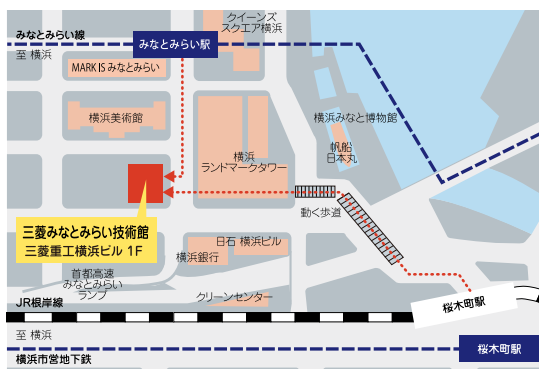 クイーンズ
スクエア横浜
みなとみらい線
みなとみらい駅
至 横浜
MARK IS みなとみらい
横浜美術館
横浜みなと博物館
帆船
日本丸
横浜
ランドマークタワー
動く歩道
三菱みなとみらい技術館
三菱重工横浜ビル 1F
日石 横浜ビル
横浜銀行
首都高速
みなとみらい
ランプ
クリーンセンター
JR根岸線
桜木町駅
至 横浜
桜木町駅
横浜市営地下鉄